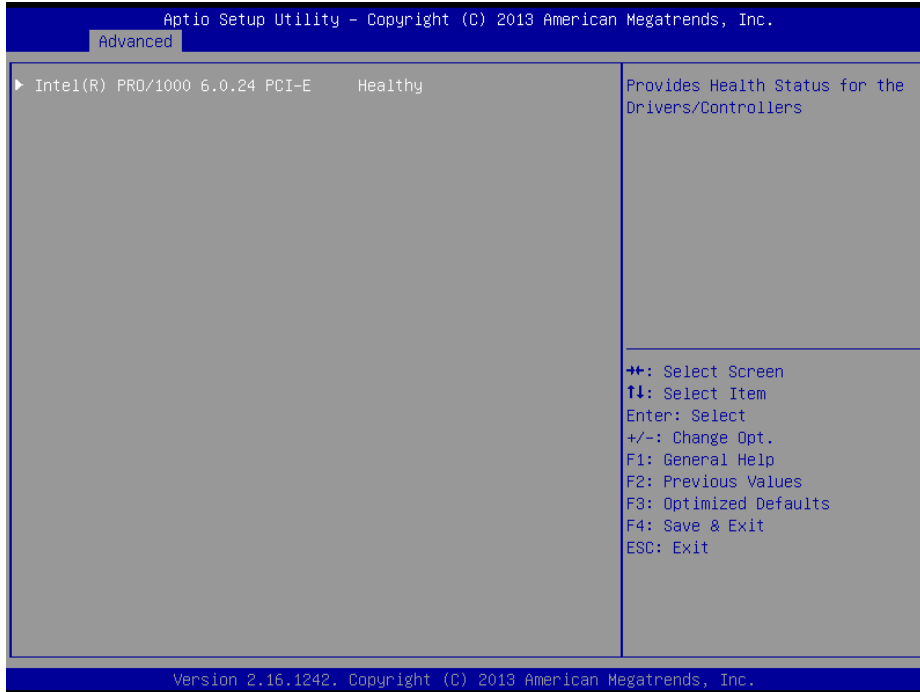 Aptio Setup Utility – Copyright (C) 2013 American Megatrends, Inc.
Advanced
▶ Intel(R) PRO/1000 6.0.24 PCI-E Healthy
Provides Health Status for the
Drivers/Controllers
→←: Select Screen
↑↓: Select Item
Enter: Select
+/-: Change Opt.
F1: General Help
F2: Previous Values
F3: Optimized Defaults
F4: Save & Exit
ESC: Exit
Version 2.16.1242. Copyright (C) 2013 American Megatrends, Inc.